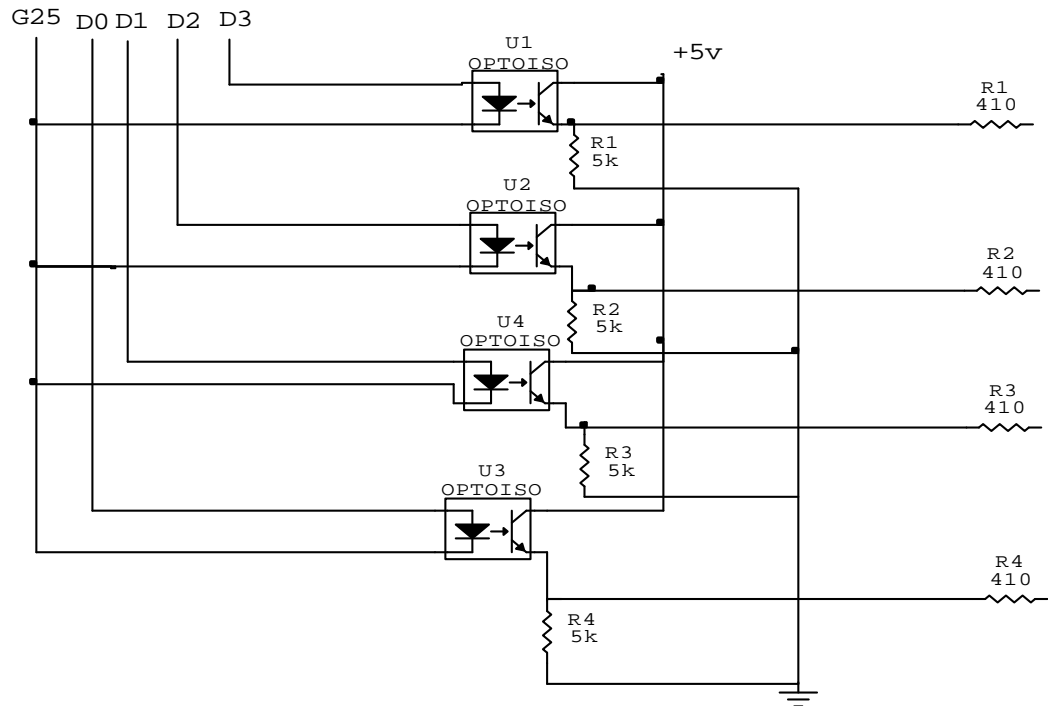 G25 D0 D1 D2 D3
U1
OPTOISO
+5v
R1
410
R1
5k
U2
OPTOISO
R2
410
R2
5k
U4
OPTOISO
R3
410
R3
5k
U3
OPTOISO
R4
410
R4
5k